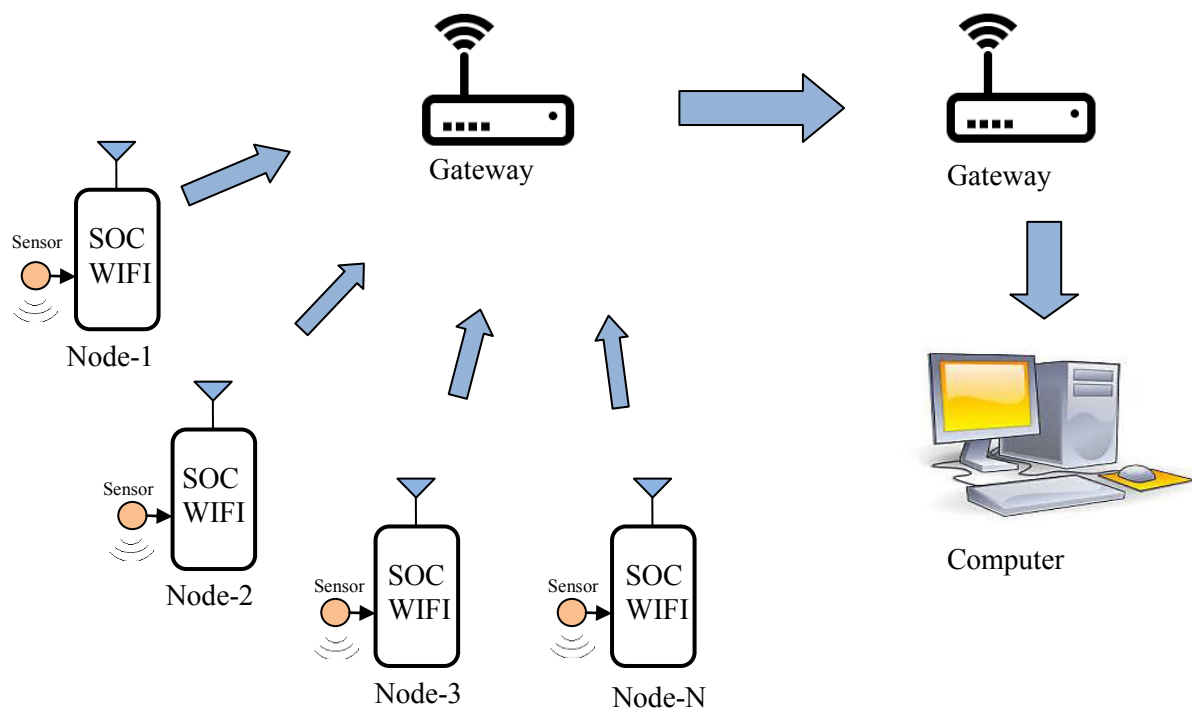 Gateway
Gateway
Sensor
SOC
WIFI
Node-1
Sensor
SOC
WIFI
Node-2
Sensor
SOC
WIFI
Node-3
Sensor
SOC
WIFI
Node-N
Computer